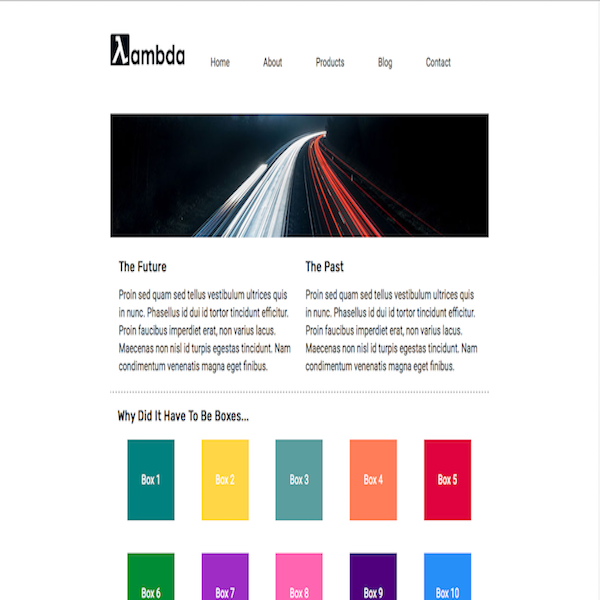 λambda
Home About Products Blog Contact
The Future
Proin sed quam sed tellus vestibulum ultrices quis
in nunc. Phasellus id dui id tortor tincidunt efficitur.
Proin faucibus imperdiet erat, non varius lacus.
Maecenas non nisl id turpis egestas tincidunt. Nam
condimentum venenatis magna eget finibus.
The Past
Proin sed quam sed tellus vestibulum ultrices quis
in nunc. Phasellus id dui id tortor tincidunt efficitur.
Proin faucibus imperdiet erat, non varius lacus.
Maecenas non nisl id turpis egestas tincidunt. Nam
condimentum venenatis magna eget finibus.
Why Did It Have To Be Boxes...
Box 1 Box 2 Box 3 Box 4 Box 5
Box 6 Box 7 Box 8 Box 9 Box 10